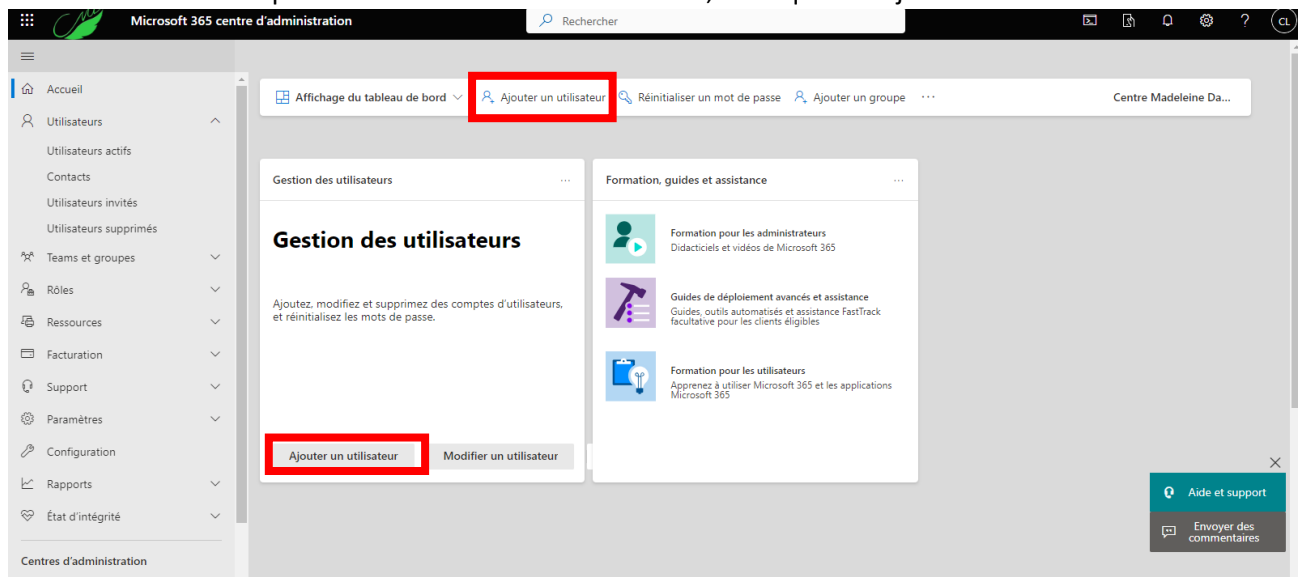 Microsoft 365 centre d'administration
Rechercher
CL
Accueil
Utilisateurs
Utilisateurs actifs
Contacts
Utilisateurs invités
Utilisateurs supprimés
Teams et groupes
Rôles
Ressources
Facturation
Support
Paramètres
Configuration
Rapports
État d'intégrité
Centres d'administration
Affichage du tableau de bord
Ajouter un utilisateur
Réinitialiser un mot de passe
Ajouter un groupe
Centre Madeleine Da...
Gestion des utilisateurs
Gestion des utilisateurs
Ajoutez, modifiez et supprimez des comptes d'utilisateurs,
et réinitialisez les mots de passe.
Ajouter un utilisateur
Modifier un utilisateur
Formation, guides et assistance
Formation pour les administrateurs
Didacticiels et vidéos de Microsoft 365
Guides de déploiement avancés et assistance
Guides, outils automatisés et assistance FastTrack
facultative pour les clients éligibles
Formation pour les utilisateurs
Apprenez à utiliser Microsoft 365 et les applications
Microsoft 365
Aide et support
Envoyer des
commentaires